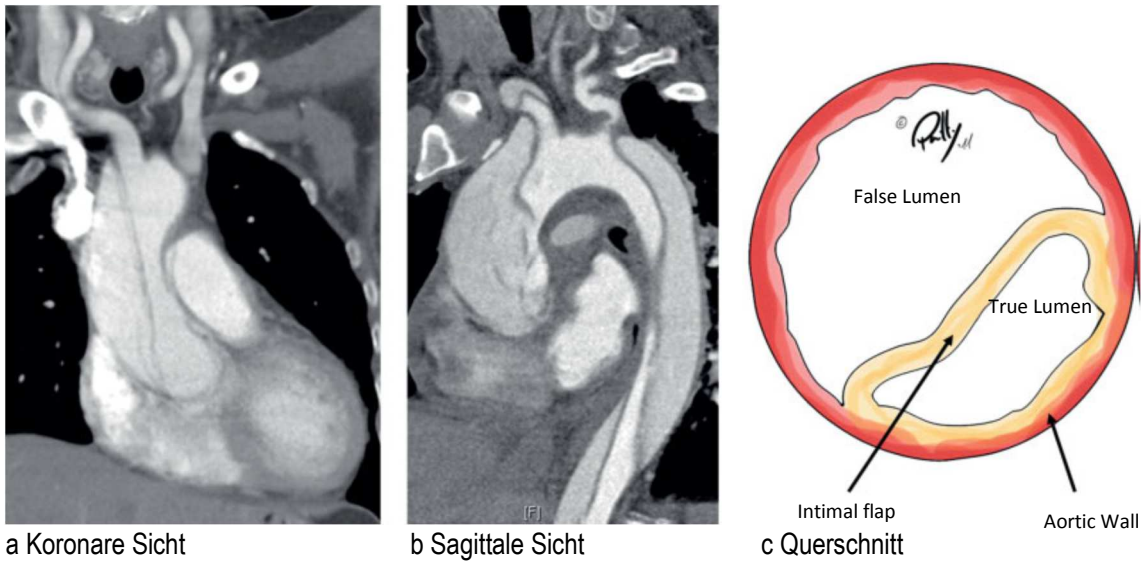 ©
False Lumen
True Lumen
Intimal flap
Aortic Wall
[F]
a Koronare Sicht
b Sagittale Sicht
c Querschnitt